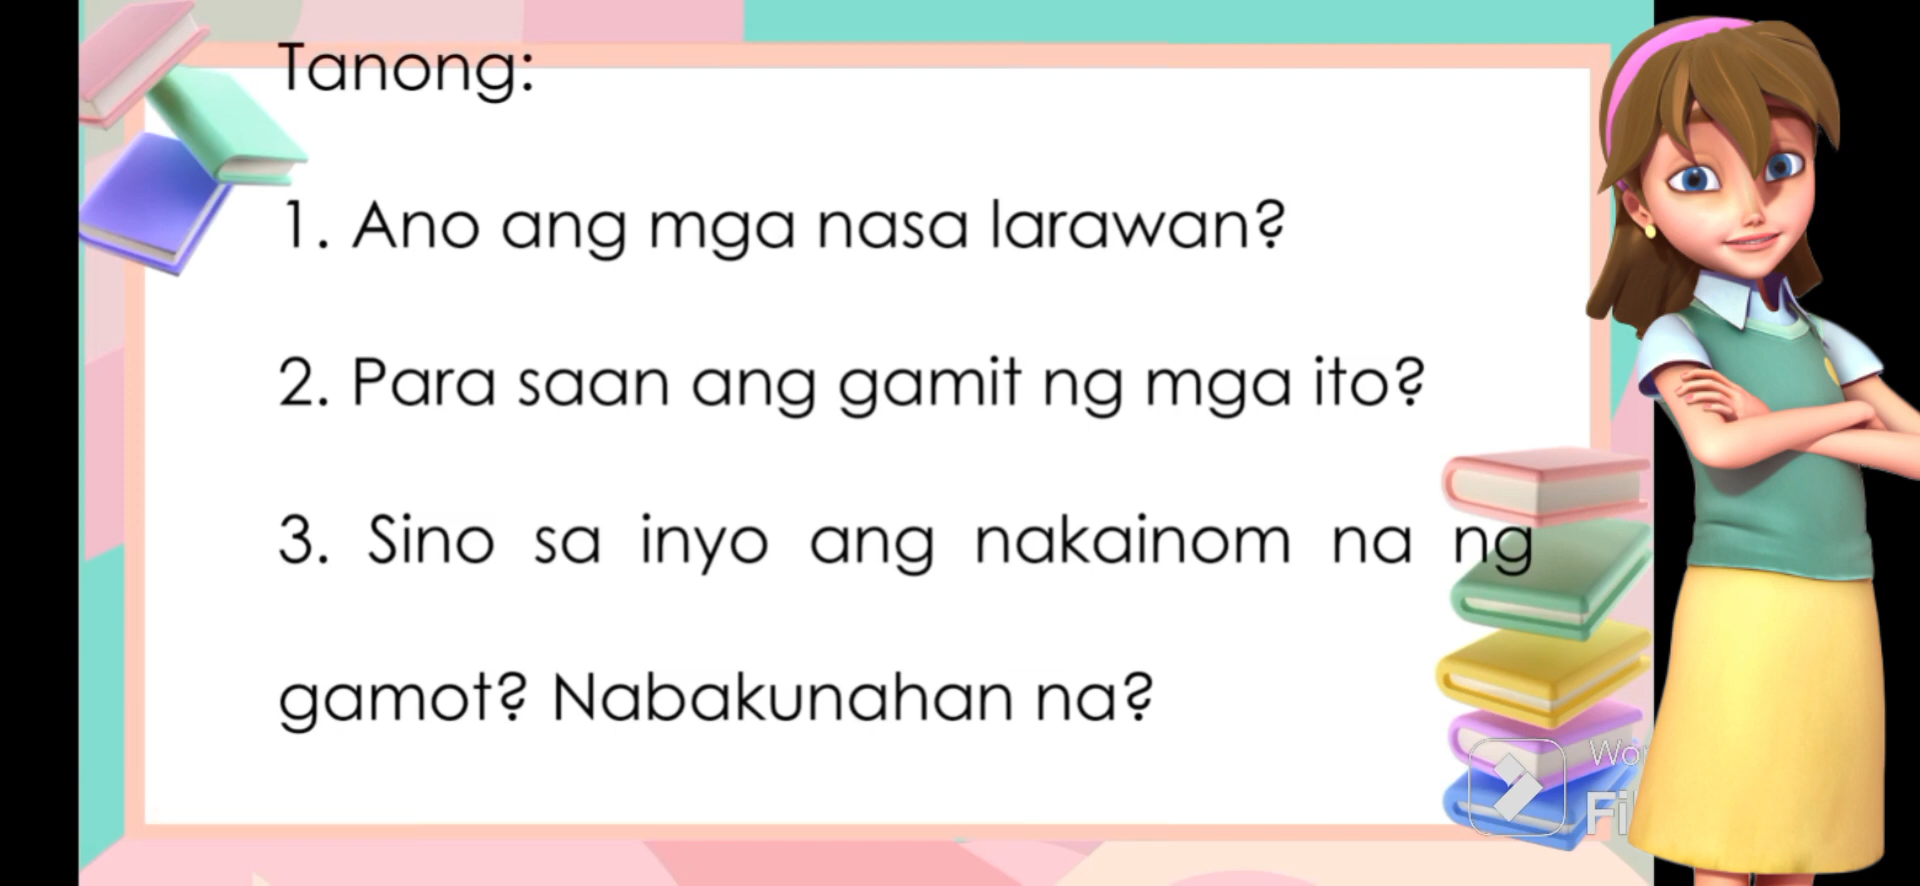 Tanong:
1. Ano ang mga nasa larawan?
2. Para saan ang gamit ng mga ito?
3. Sino sa inyo ang nakainom na ng
gamot? Nabakunahan na?